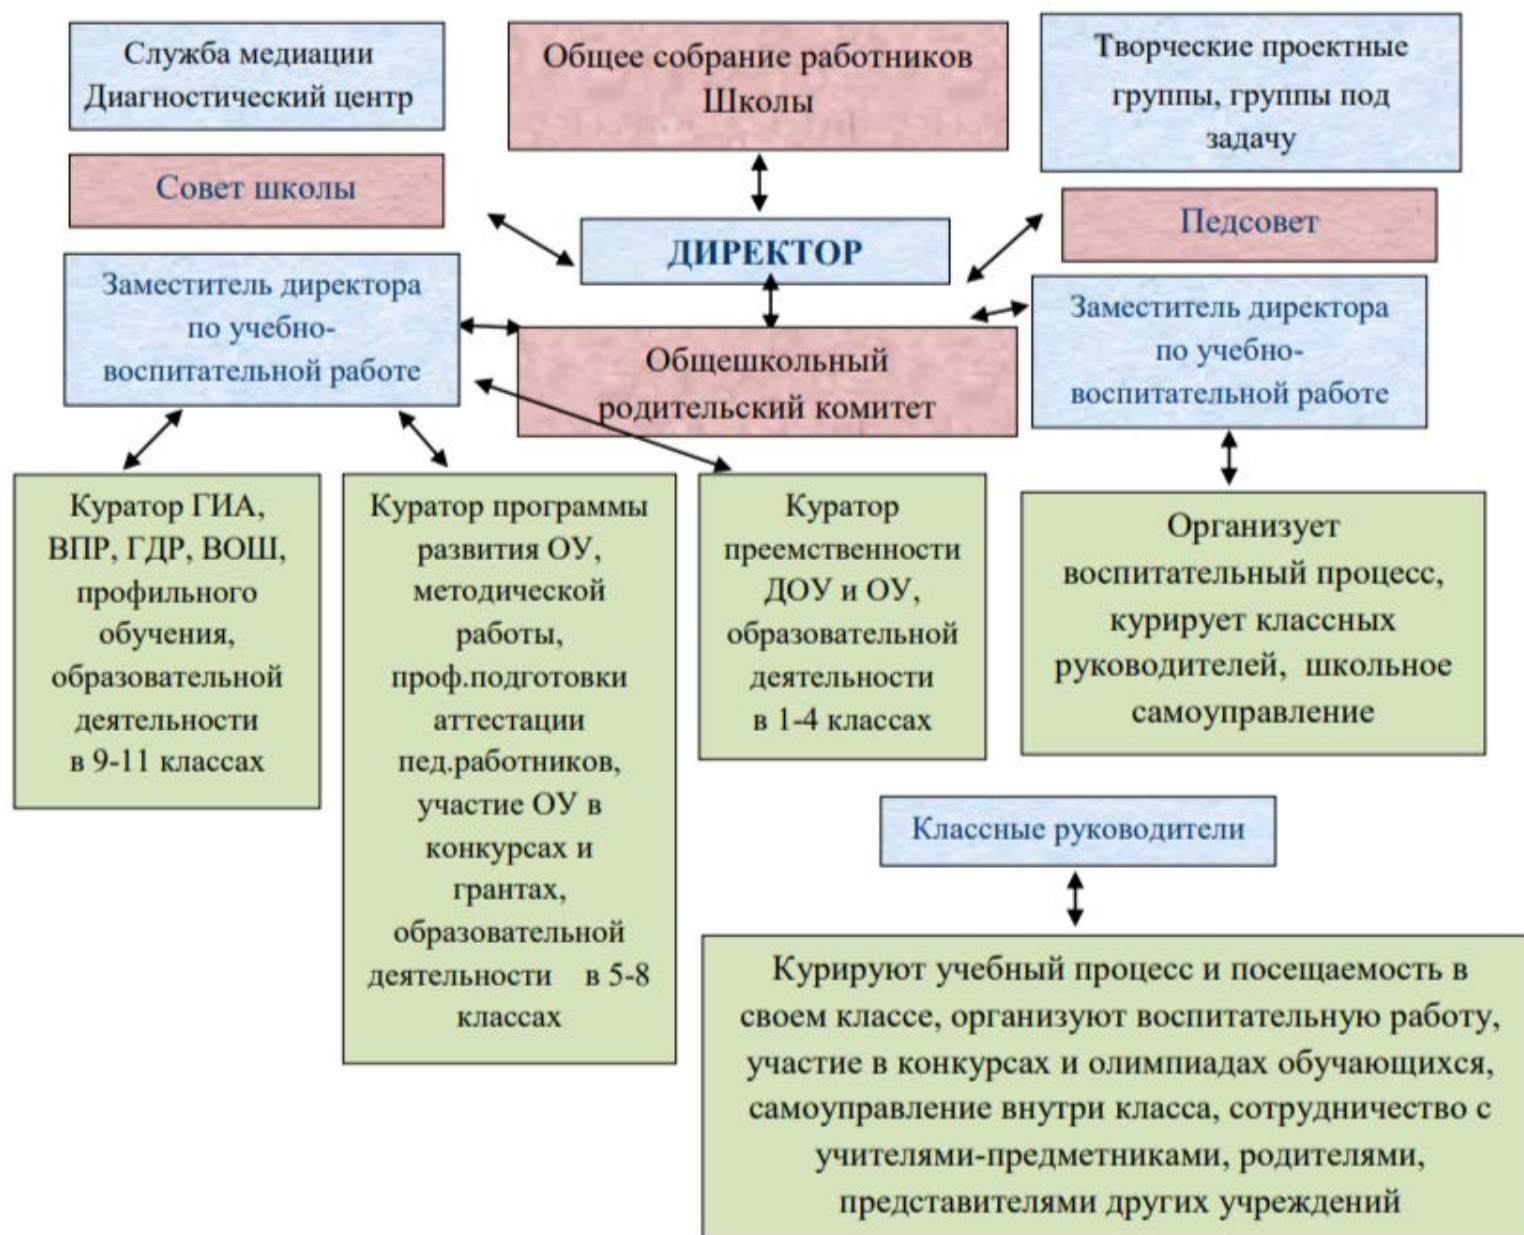 Служба медиации
Диагностический центр
Общее собрание работников
Школы
Творческие проектные
группы, группы под
задачу
Совет школы
Педсовет
ДИРЕКТОР
Заместитель директора
по учебно-
воспитательной работе
Общешкольный
родительский комитет
Заместитель директора
по учебно-
воспитательной работе
Куратор ГИА,
ВПР, ГДР, ВОШ,
профильного
обучения,
образовательной
деятельности
в 9-11 классах
Куратор программы
развития ОУ,
методической
работы,
проф.подготовки
аттестации
пед.работников,
участие ОУ в
конкурсах и
грантах,
образовательной
деятельности в 5-8
классах
Куратор
преемственности
ДОУ и ОУ,
образовательной
деятельности
в 1-4 классах
Организует
воспитательный процесс,
курирует классных
руководителей, школьное
самоуправление
Классные руководители
Курируют учебный процесс и посещаемость в
своем классе, организуют воспитательную работу,
участие в конкурсах и олимпиадах обучающихся,
самоуправление внутри класса, сотрудничество с
учителями-предметниками, родителями,
представителями других учреждений